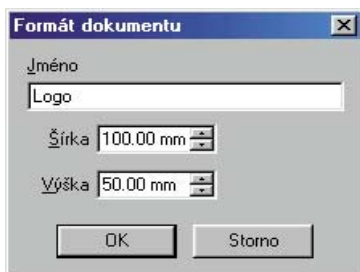 Formát dokumentu
Jméno
Logo
Šířka 100.00 mm
Výška 50.00 mm
OK Storno